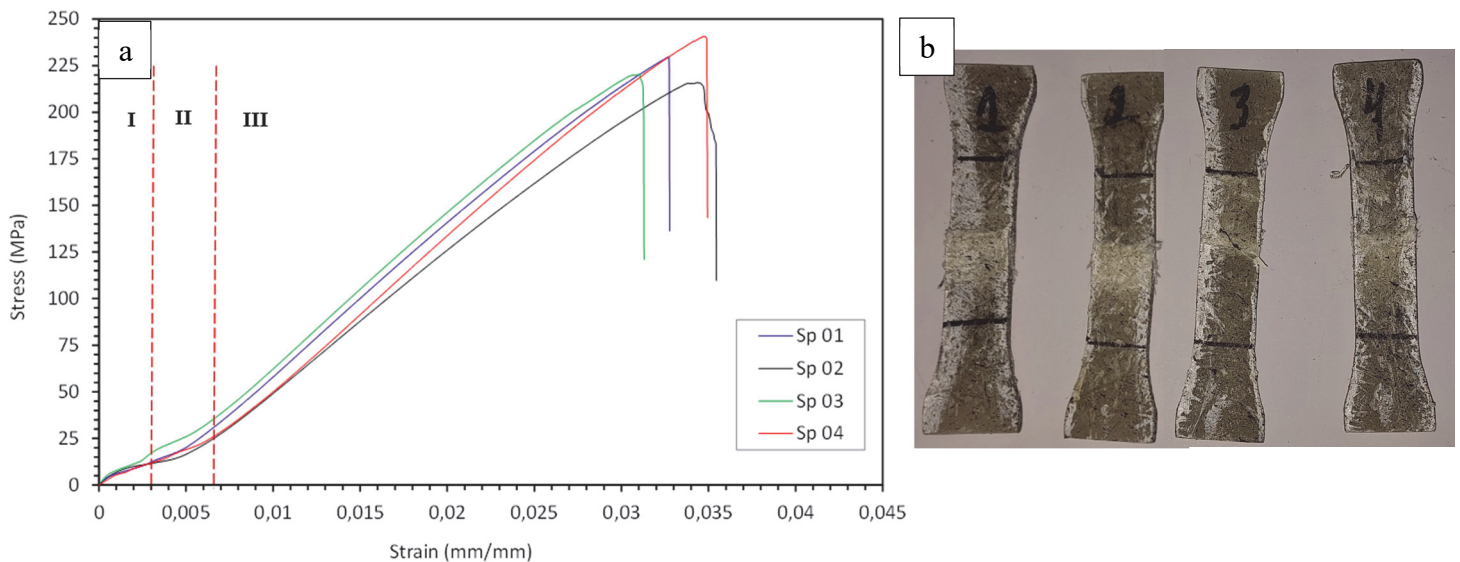 a
250
225
200
175
150
125
100
75
50
25
0
I
II
III
Stress (MPa)
Sp 01
Sp 02
Sp 03
Sp 04
0 0,005 0,01 0,015 0,02 0,025 0,03 0,035 0,04 0,045
Strain (mm/mm)
b
1 2 3 4